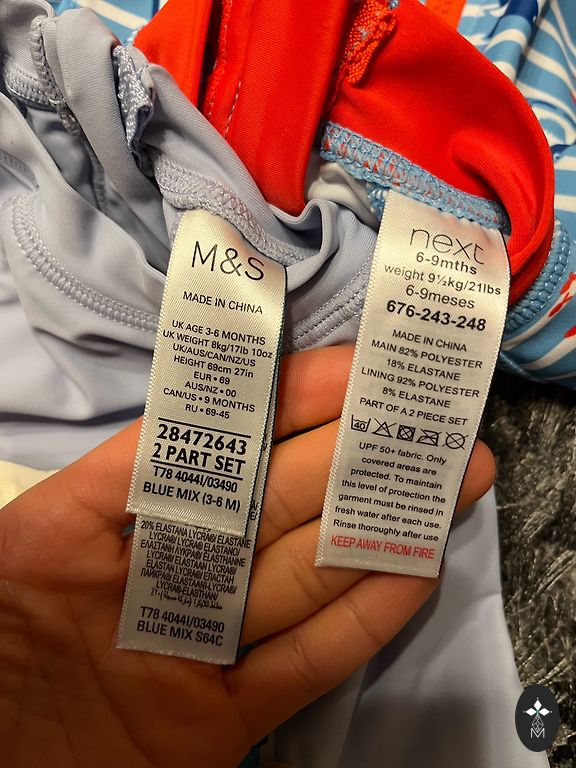 M&S
MADE IN CHINA
UK AGE 3-6 MONTHS
UK WEIGHT 8kg/17lb 10oz
UK/AUS/CAN/NZ/US
HEIGHT 69cm 27in
EUR • 69
AUS/NZ • 00
CAN/US • 9 MONTHS
RU • 69-45
28472643
2 PART SET
T78 4044I/03490
BLUE MIX (3-6 M)
20% ELASTANE LYCRA® ELASTANE
LYCRA® ELASTANO
T78 4044I/03490
BLUE MIX S64C
next
6-9mths
weight 9½kg/21lbs
6-9meses
676-243-248
MADE IN CHINA
MAIN 82% POLYESTER
18% ELASTANE
LINING 92% POLYESTER
8% ELASTANE
PART OF A 2 PIECE SET
40
UPF 50+ fabric. Only
covered areas are
protected. To maintain
this level of protection the
garment must be rinsed in
fresh water after each use.
Rinse thoroughly after use
KEEP AWAY FROM FIRE